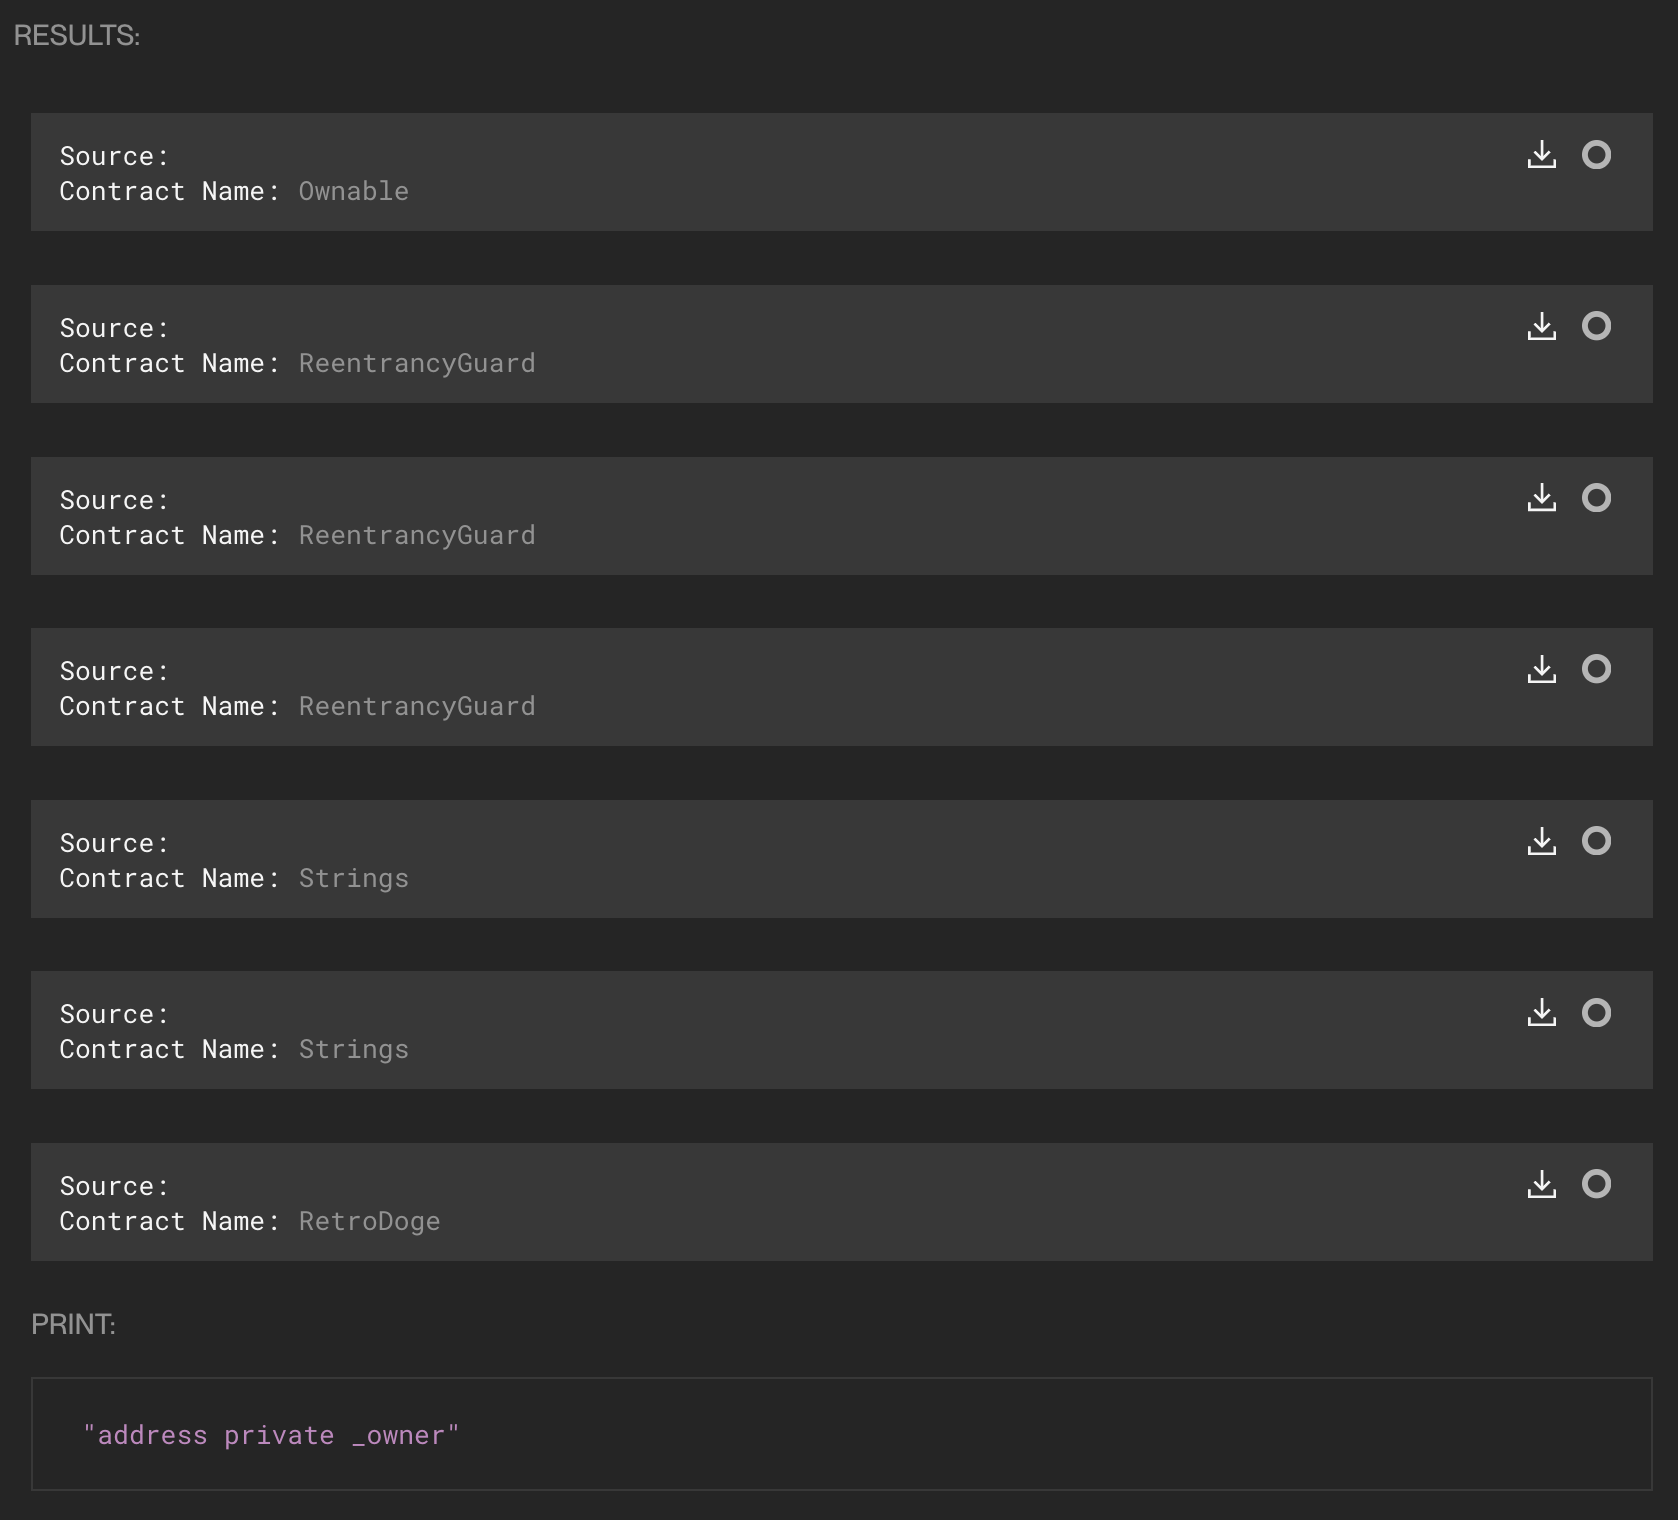 RESULTS:
Source:
Contract Name: Ownable
Source:
Contract Name: ReentrancyGuard
Source:
Contract Name: ReentrancyGuard
Source:
Contract Name: ReentrancyGuard
Source:
Contract Name: Strings
Source:
Contract Name: Strings
Source:
Contract Name: RetroDoge
PRINT:
"address private _owner"